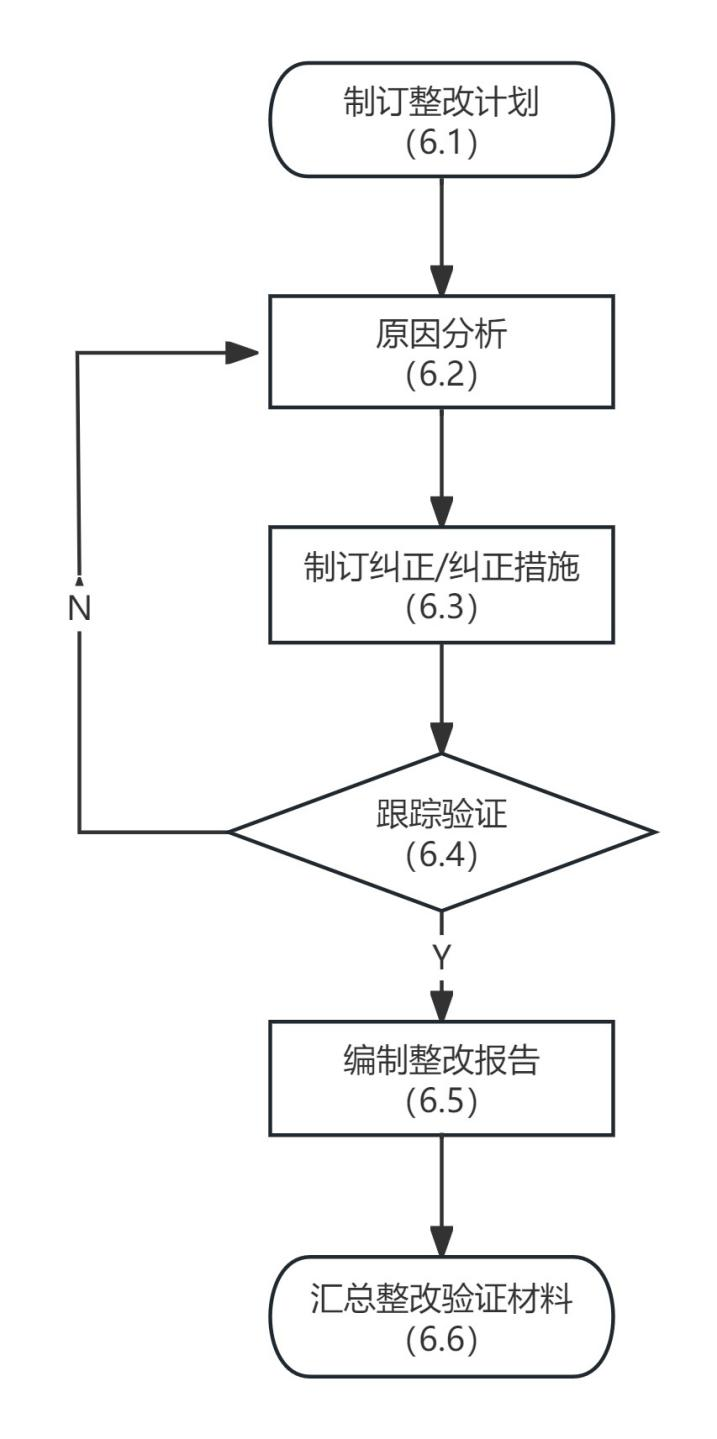 制订整改计划
（6.1）
原因分析
（6.2）
制订纠正/纠正措施
（6.3）
N
跟踪验证
（6.4）
Y
编制整改报告
（6.5）
汇总整改验证材料
（6.6）